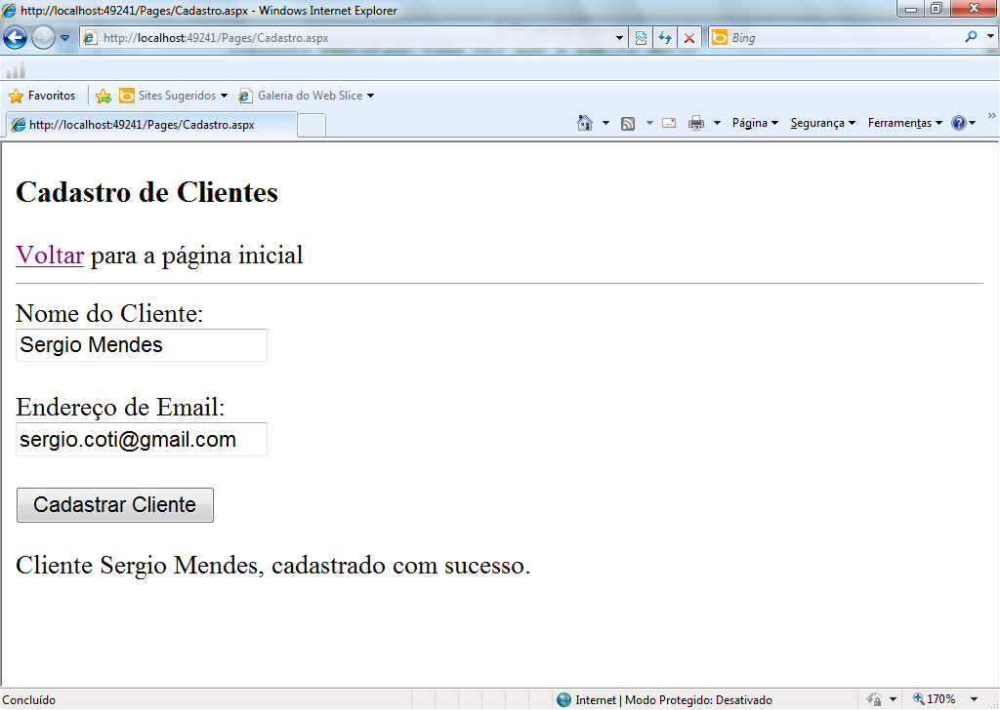 http://localhost:49241/Pages/Cadastro.aspx - Windows Internet Explorer
http://localhost:49241/Pages/Cadastro.aspx
Bing
Favoritos
Sites Sugeridos
Galeria do Web Slice
http://localhost:49241/Pages/Cadastro.aspx
Página
Segurança
Ferramentas
Cadastro de Clientes
Voltar para a página inicial
Nome do Cliente:
Sergio Mendes
Endereço de Email:
sergio.coti@gmail.com
Cadastrar Cliente
Cliente Sergio Mendes, cadastrado com sucesso.
Concluído
Internet | Modo Protegido: Desativado
170%